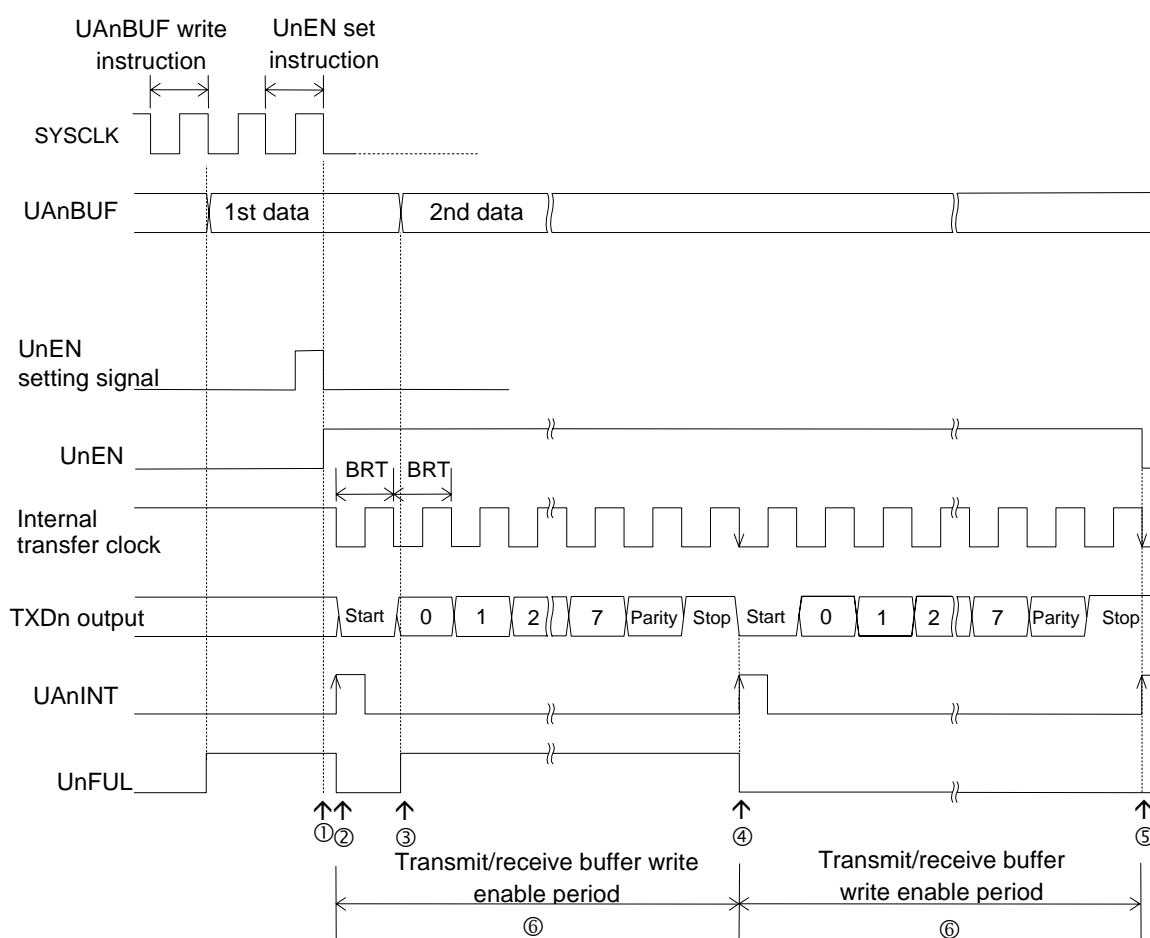 UAnBUF write
instruction
UnEN set
instruction
SYSCLK
UAnBUF
1st data
2nd data
UnEN
setting signal
UnEN
BRT
BRT
Internal
transfer clock
TXDn output
Start
0
1
2
7
Parity
Stop
Start
0
1
2
7
Parity
Stop
UAnINT
UnFUL
①
②
③
④
⑤
Transmit/receive buffer write
enable period
⑥
Transmit/receive buffer
write enable period
⑥